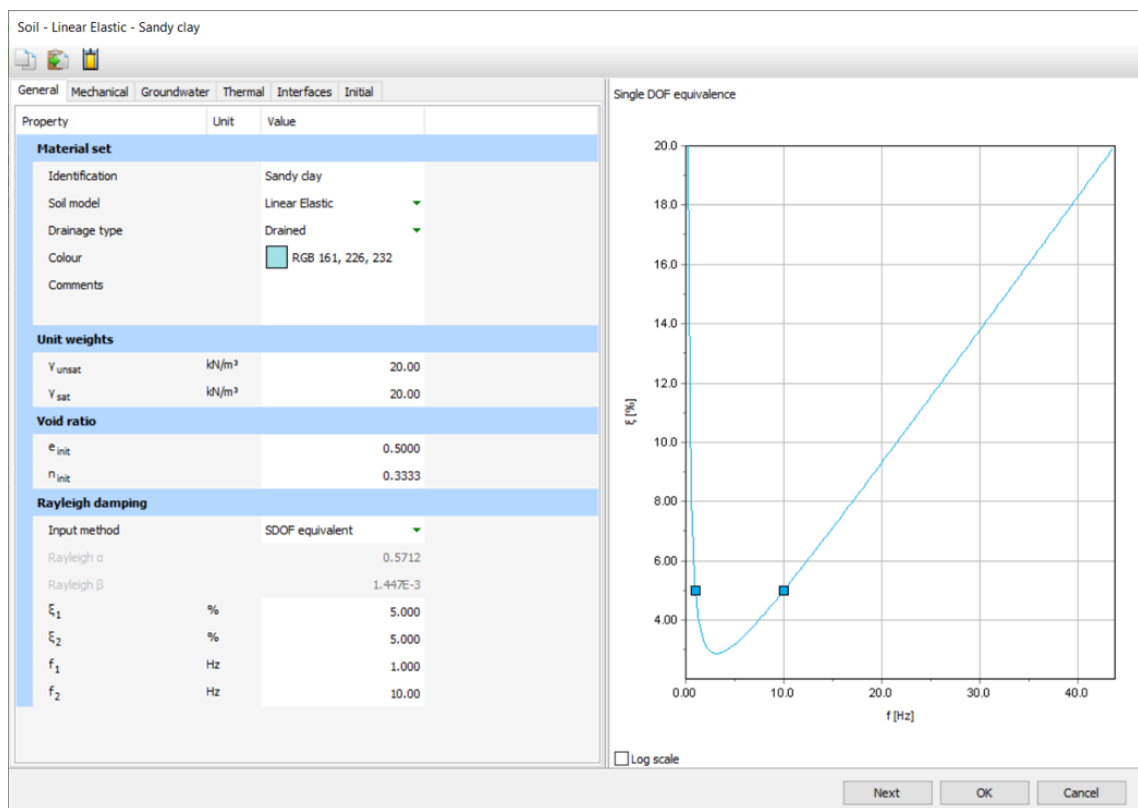 Soil - Linear Elastic - Sandy clay
General Mechanical Groundwater Thermal Interfaces Initial
Property Unit Value
Material set
Identification Sandy clay
Soil model Linear Elastic
Drainage type Drained
Colour RGB 161, 226, 232
Comments
Unit weights
γ unsat kN/m³ 20.00
γ sat kN/m³ 20.00
Void ratio
e init 0.5000
n init 0.3333
Rayleigh damping
Input method SDOF equivalent
Rayleigh α 0.5712
Rayleigh β 1.447E-3
ξ1 % 5.000
ξ2 % 5.000
f1 Hz 1.000
f2 Hz 10.00
Single DOF equivalence
20.0
18.0
16.0
14.0
12.0
10.0
8.00
6.00
4.00
ξ [%]
0.00 10.0 20.0 30.0 40.0
f [Hz]
Log scale
Next OK Cancel